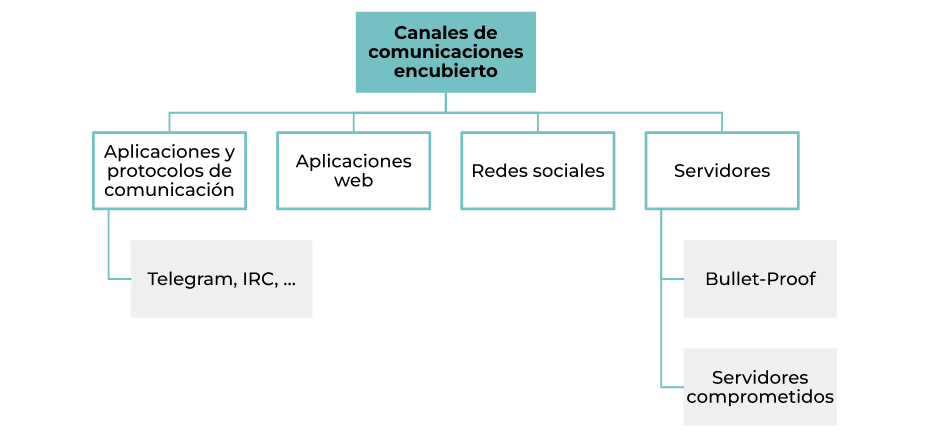 Canales de
comunicaciones
encubierto
Aplicaciones y
protocolos de
comunicación
Aplicaciones
web
Redes sociales
Servidores
Telegram, IRC, ...
Bullet-Proof
Servidores
comprometidos